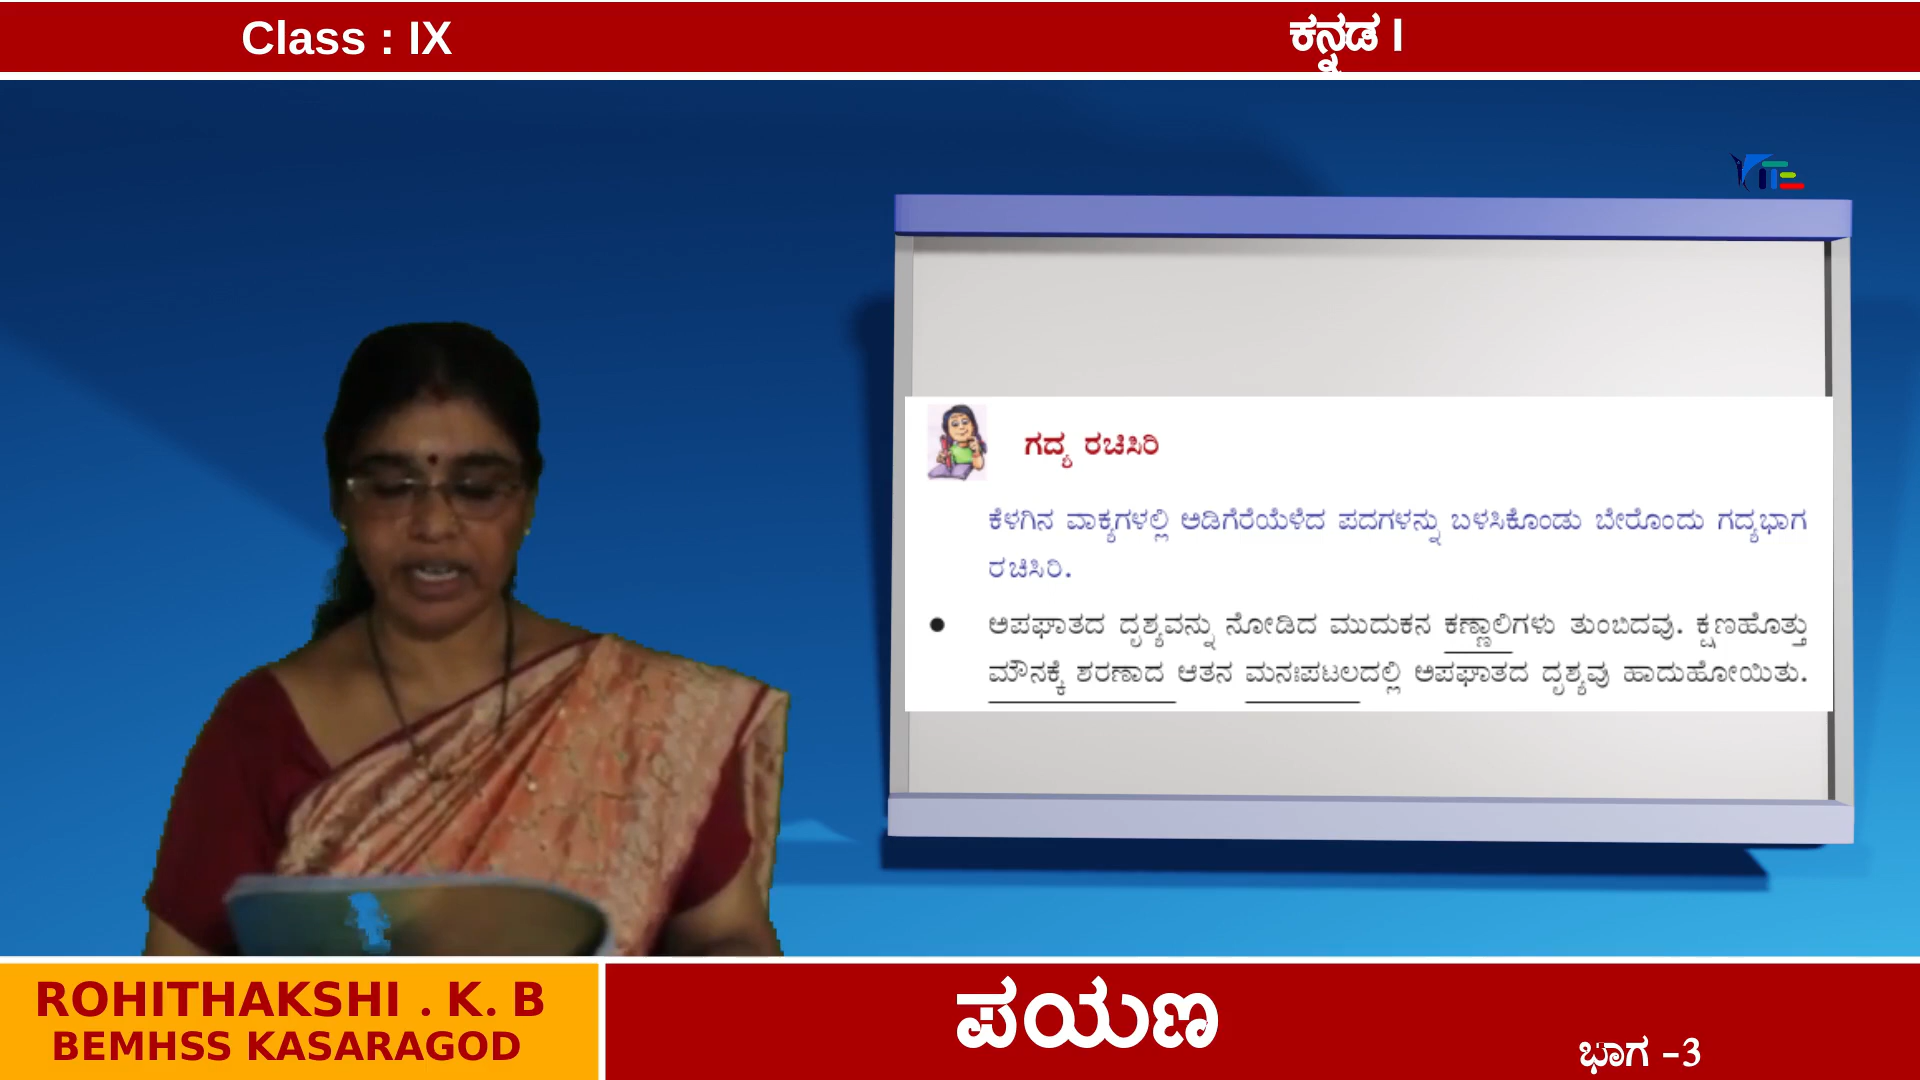 Class : IX
ಕನ್ನಡ I
ಗದ್ಯ ರಚಿಸಿರಿ
ಕೆಳಗಿನ ವಾಕ್ಯಗಳಲ್ಲಿ ಅಡಿಗೆರೆಯೆಳೆದ ಪದಗಳನ್ನು ಬಳಸಿಕೊಂಡು ಬೇರೊಂದು ಗದ್ಯಭಾಗ
ರಚಿಸಿರಿ.
● ಅಪಘಾತದ ದೃಶ್ಯವನ್ನು ನೋಡಿದ ಮುದುಕನ ಕಣ್ಣಾಲಿಗಳು ತುಂಬಿದವು. ಕ್ಷಣಹೊತ್ತು
ಮೌನಕ್ಕೆ ಶರಣಾದ ಆತನ ಮನಃಪಟಲದಲ್ಲಿ ಅಪಘಾತದ ದೃಶ್ಯವು ಹಾದುಹೋಯಿತು.
ROHITHAKSHI . K. B
BEMHSS KASARAGOD
ಪಯಣ
ಭಾಗ -3